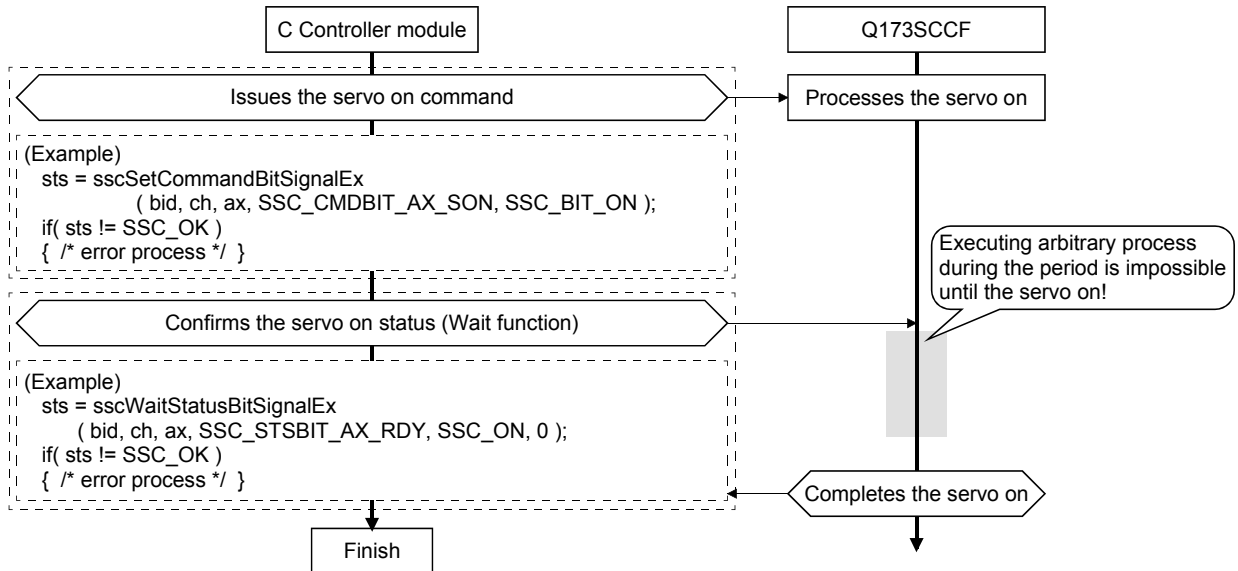 C Controller module
Q173SCCF
Issues the servo on command
Processes the servo on
(Example)
sts = sscSetCommandBitSignalEx
( bid, ch, ax, SSC_CMDBIT_AX_SON, SSC_BIT_ON );
if( sts != SSC_OK )
{ /* error process */ }
Executing arbitrary process
during the period is impossible
until the servo on!
Confirms the servo on status (Wait function)
(Example)
sts = sscWaitStatusBitSignalEx
( bid, ch, ax, SSC_STSBIT_AX_RDY, SSC_ON, 0 );
if( sts != SSC_OK )
{ /* error process */ }
Completes the servo on
Finish